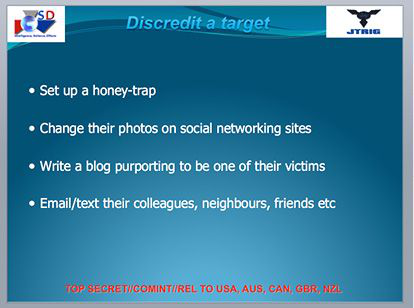 Discredit a target
SD
Intelligence. Science. Effects
JTRIG
• Set up a honey-trap
• Change their photos on social networking sites
• Write a blog purporting to be one of their victims
• Email/text their colleagues, neighbours, friends etc
TOP SECRET//COMINT//REL TO USA, AUS, CAN, GBR, NZL